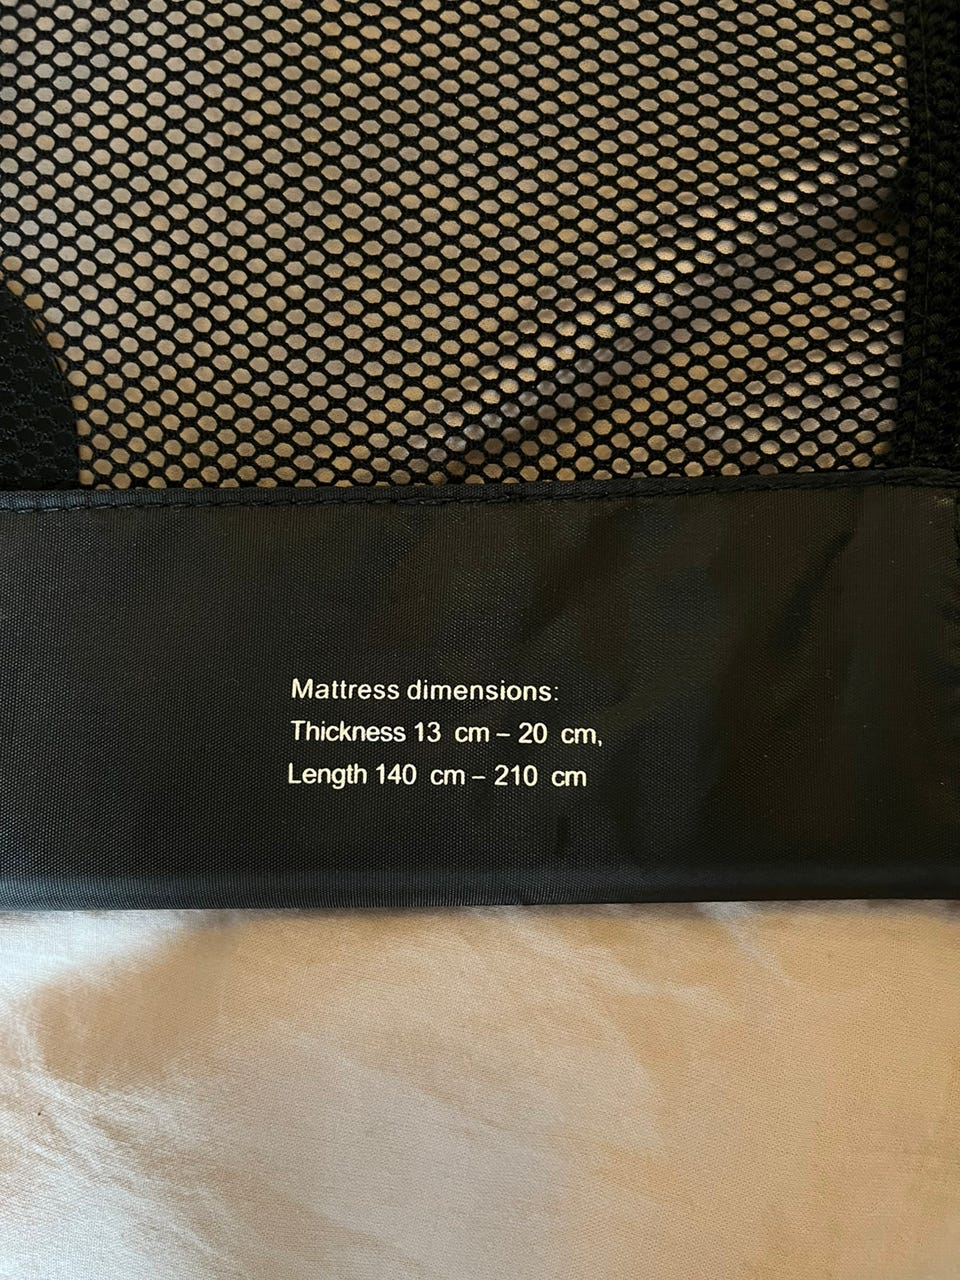 Mattress dimensions:
Thickness 13 cm – 20 cm,
Length 140 cm – 210 cm